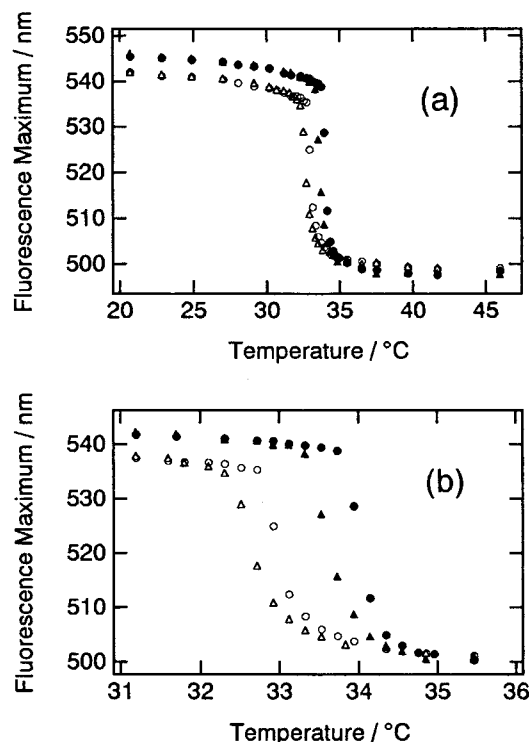 550
540
530
520
510
500
Fluorescence Maximum / nm
(a)
20 25 30 35 40 45
Temperature / °C
540
530
520
510
500
Fluorescence Maximum / nm
(b)
31 32 33 34 35 36
Temperature / °C